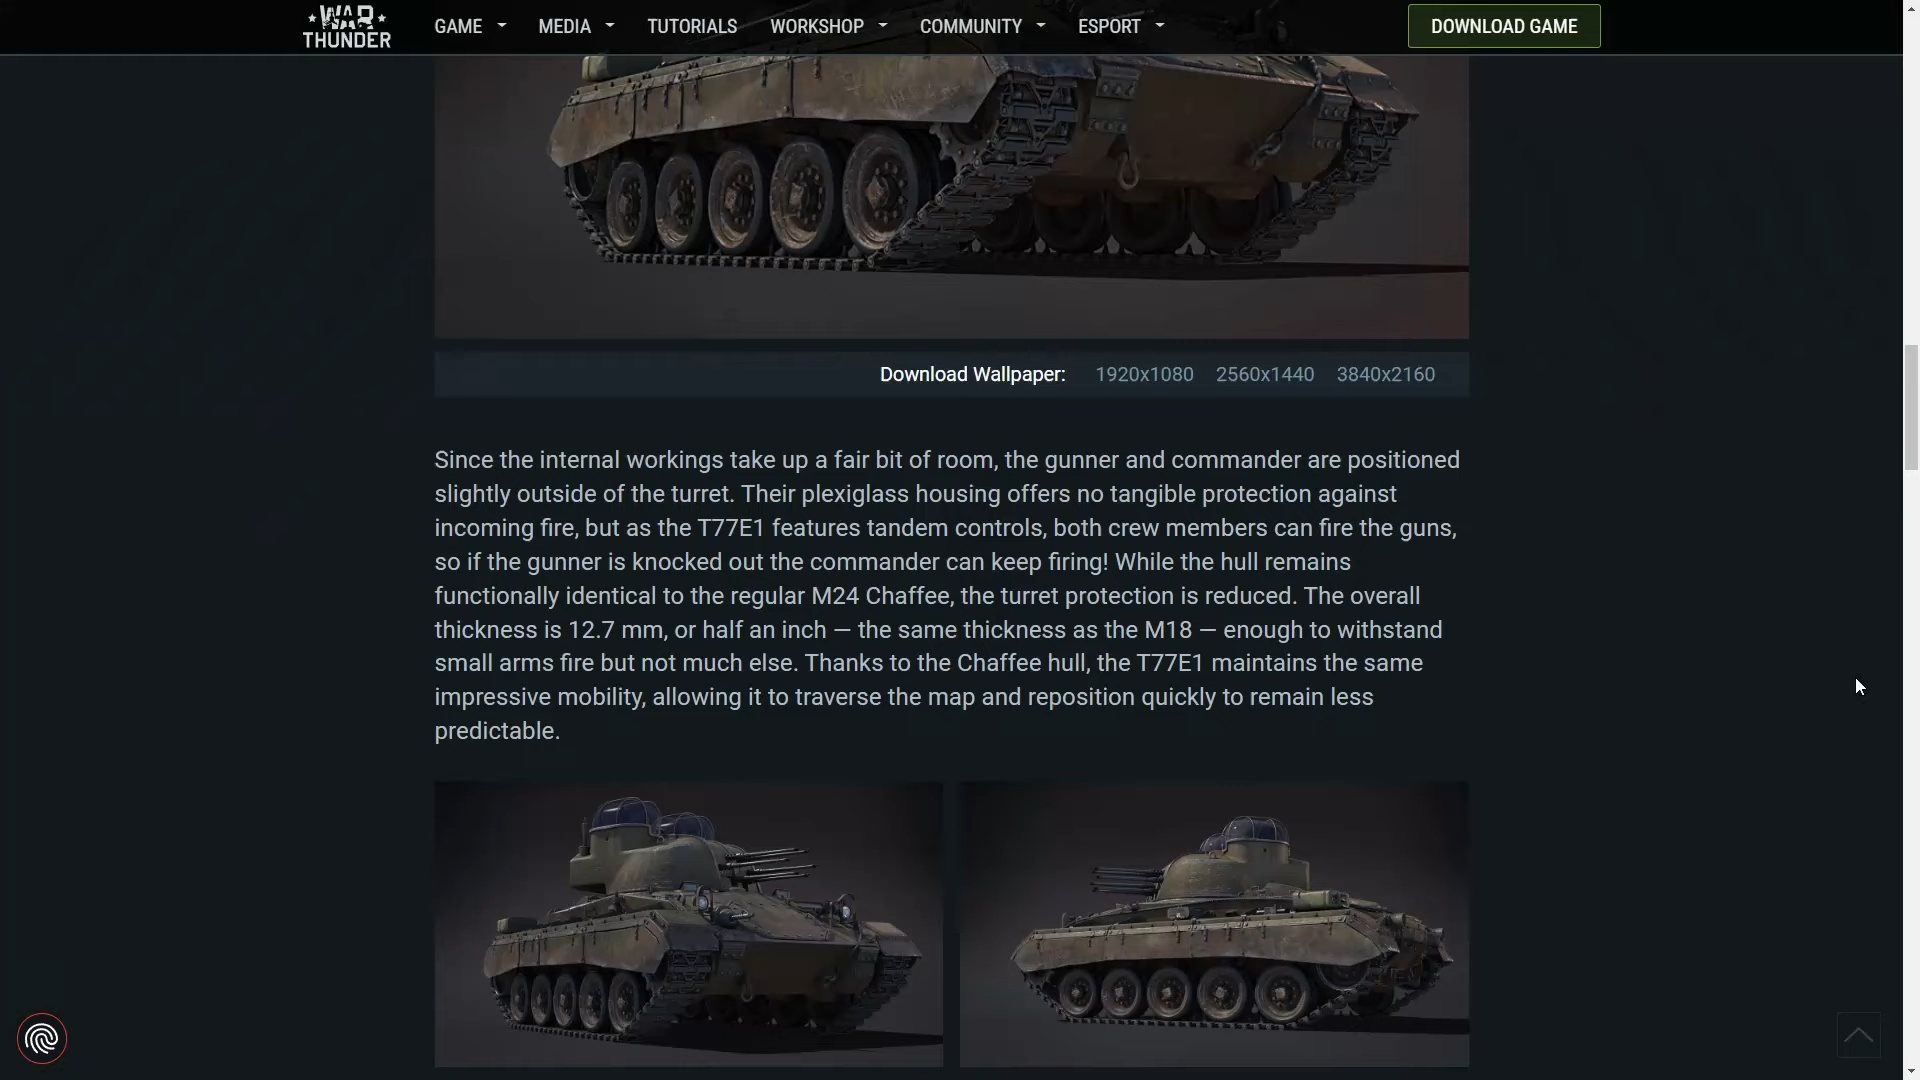 WAR
THUNDER
GAME
MEDIA
TUTORIALS
WORKSHOP
COMMUNITY
ESPORT
DOWNLOAD GAME
Download Wallpaper: 1920x1080 2560x1440 3840x2160
Since the internal workings take up a fair bit of room, the gunner and commander are positioned
slightly outside of the turret. Their plexiglass housing offers no tangible protection against
incoming fire, but as the T77E1 features tandem controls, both crew members can fire the guns,
so if the gunner is knocked out the commander can keep firing! While the hull remains
functionally identical to the regular M24 Chaffee, the turret protection is reduced. The overall
thickness is 12.7 mm, or half an inch — the same thickness as the M18 — enough to withstand
small arms fire but not much else. Thanks to the Chaffee hull, the T77E1 maintains the same
impressive mobility, allowing it to traverse the map and reposition quickly to remain less
predictable.